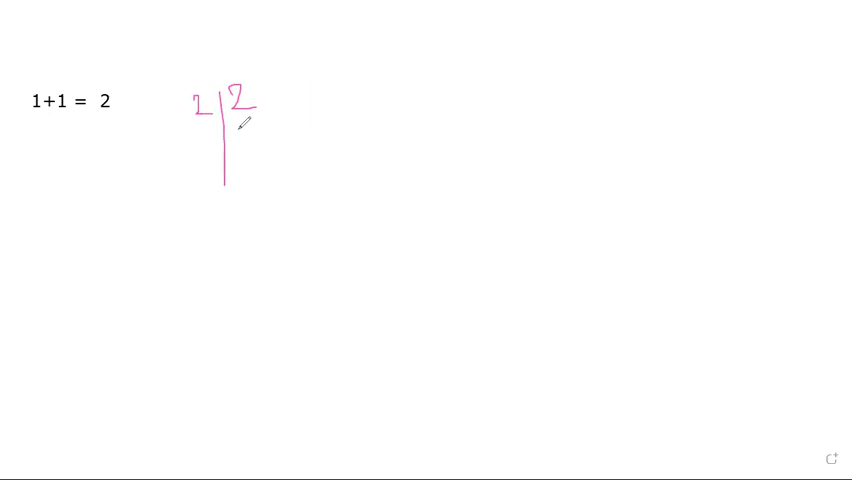 1+1 = 2
2 | 2